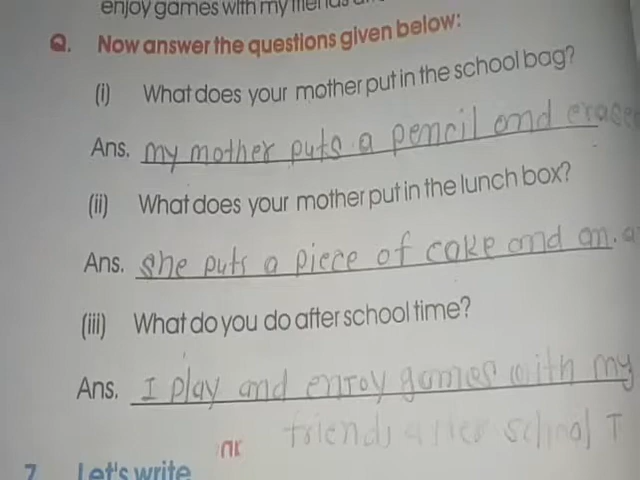 enjoy games with my friends
Q. Now answer the questions given below:
(i) What does your mother put in the school bag?
Ans. my mother puts a pencil and eraser
(ii) What does your mother put in the lunch box?
Ans. She puts a piece of cake and an a
(iii) What do you do after school time?
Ans. I play and enjoy games with my
friends after school T
7. Let's write